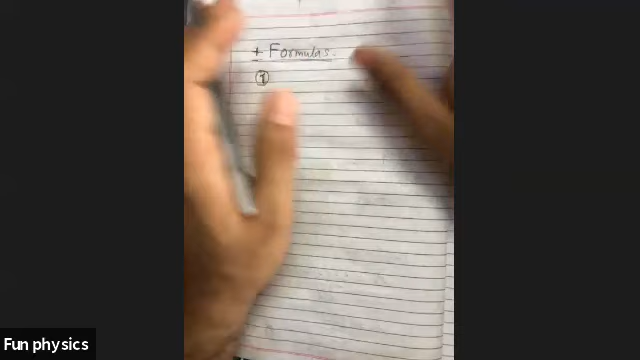 + Formulas.
①
Fun physics